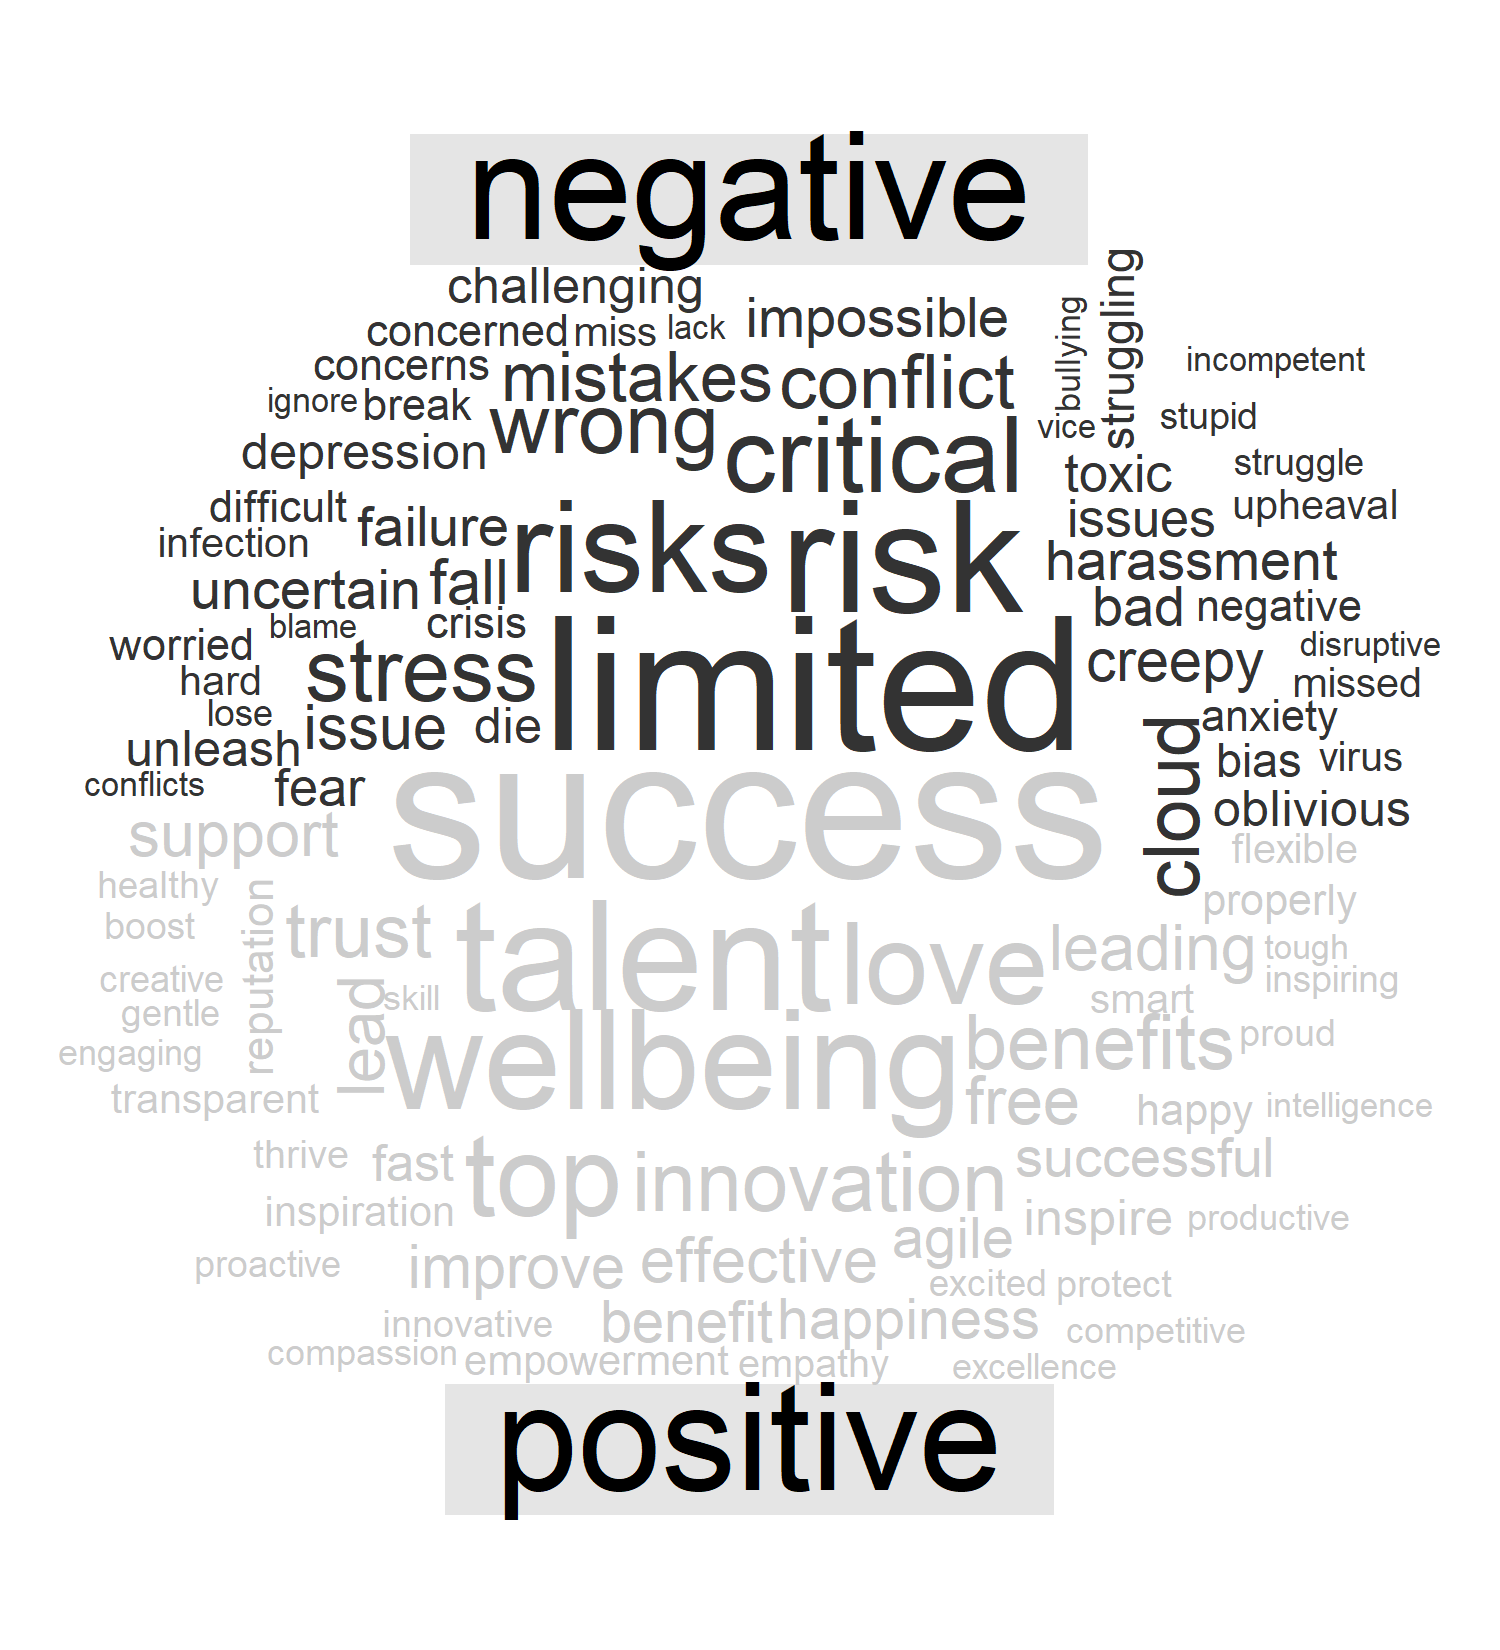 negative
challenging
struggling
impossible
bullying
concerned miss lack
concerns mistakes conflict incompetent
ignore break wrong critical vice stupid
depression toxic struggle
difficult failure risks risk issues upheaval
infection harassment
uncertain fall bad negative
worried blame crisis limited disruptive
hard stress creepy missed
lose issue die anxiety
unleash cloud bias virus
conflicts fear oblivious
success
support flexible
healthy properly
boost reputation trust talent love leading tough
creative lead skill smart inspiring
gentle
engaging wellbeing benefits proud
transparent free happy intelligence
thrive fast top innovation successful
inspiration agile inspire productive
proactive improve effective
excited protect
innovative benefit happiness competitive
compassion empowerment empathy excellence
positive